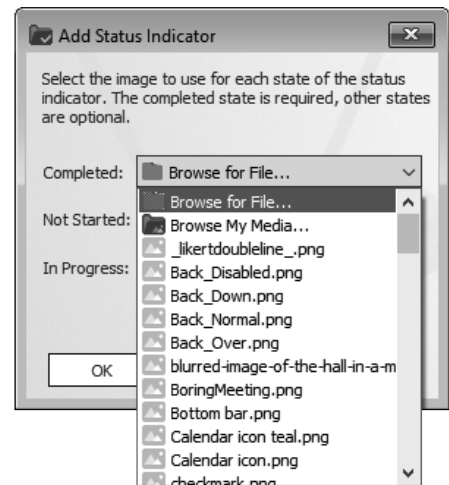 Add Status Indicator
Select the image to use for each state of the status
indicator. The completed state is required, other states
are optional.
Completed: Browse for File...
Browse for File...
Not Started: Browse My Media...
_likertdoubleline_.png
In Progress: Back_Disabled.png
Back_Down.png
Back_Normal.png
Back_Over.png
OK blurred-image-of-the-hall-in-a-m
BoringMeeting.png
Bottom bar.png
Calendar icon teal.png
Calendar icon.png
checkmark.png